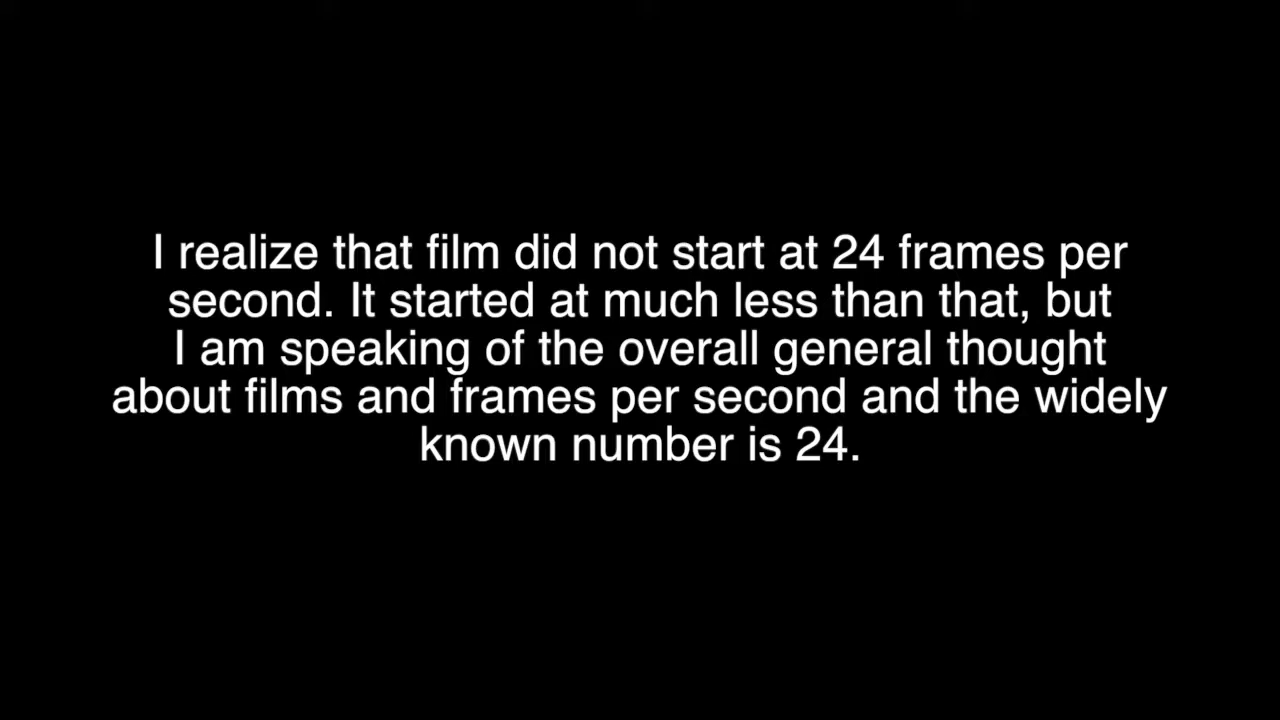 I realize that film did not start at 24 frames per
second. It started at much less than that, but
I am speaking of the overall general thought
about films and frames per second and the widely
known number is 24.